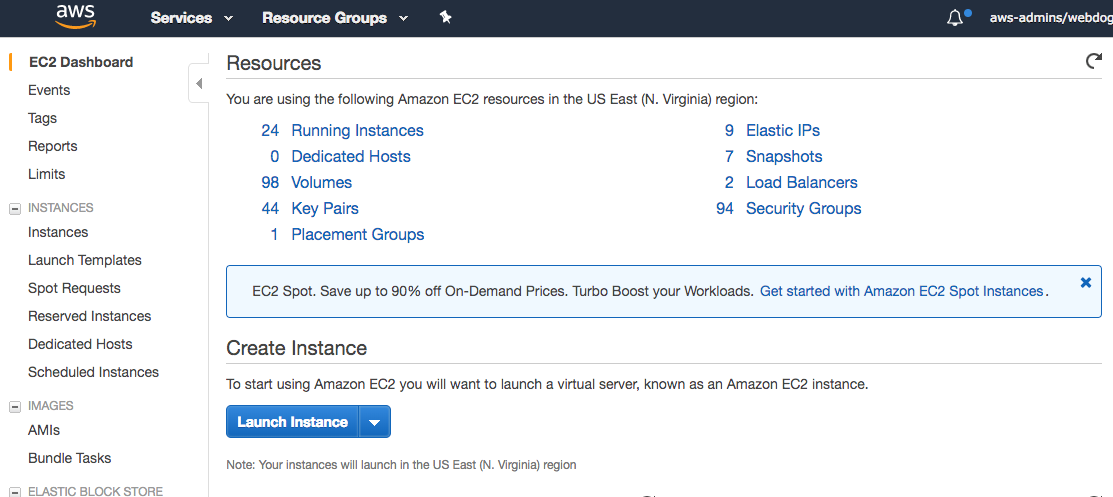 aws
Services
Resource Groups
aws-admins/webdog
EC2 Dashboard
Events
Tags
Reports
Limits
INSTANCES
Instances
Launch Templates
Spot Requests
Reserved Instances
Dedicated Hosts
Scheduled Instances
IMAGES
AMIs
Bundle Tasks
ELASTIC BLOCK STORE
Resources
You are using the following Amazon EC2 resources in the US East (N. Virginia) region:
24 Running Instances
0 Dedicated Hosts
98 Volumes
44 Key Pairs
1 Placement Groups
9 Elastic IPs
7 Snapshots
2 Load Balancers
94 Security Groups
EC2 Spot. Save up to 90% off On-Demand Prices. Turbo Boost your Workloads. Get started with Amazon EC2 Spot Instances.
Create Instance
To start using Amazon EC2 you will want to launch a virtual server, known as an Amazon EC2 instance.
Launch Instance
Note: Your instances will launch in the US East (N. Virginia) region